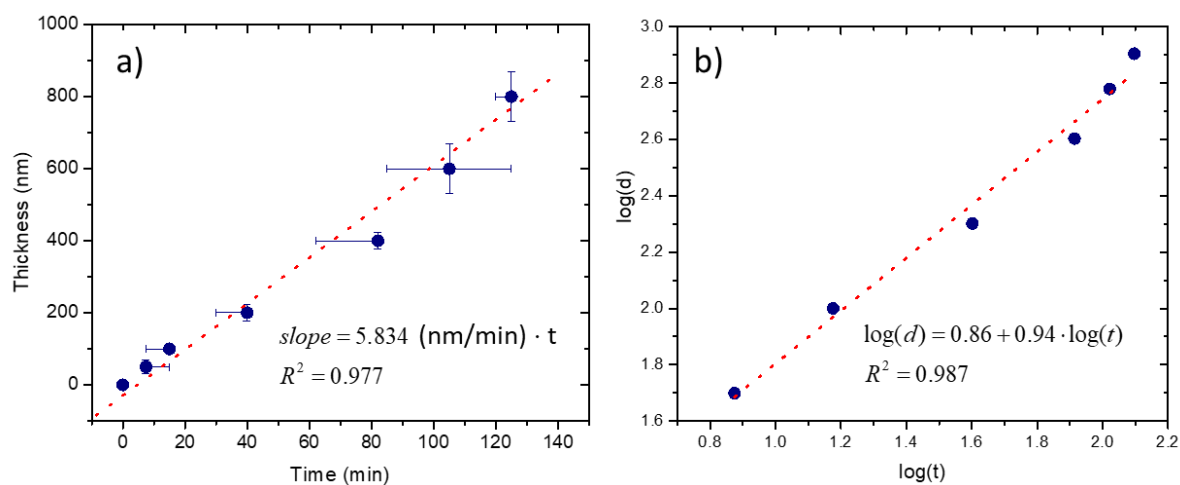 a)
Thickness (nm)
1000
800
600
400
200
0
slope = 5.834 (nm/min) · t
R² = 0.977
0 20 40 60 80 100 120 140
Time (min)
b)
log(d)
3.0
2.8
2.6
2.4
2.2
2.0
1.8
1.6
log(d) = 0.86 + 0.94 · log(t)
R² = 0.987
0.8 1.0 1.2 1.4 1.6 1.8 2.0 2.2
log(t)